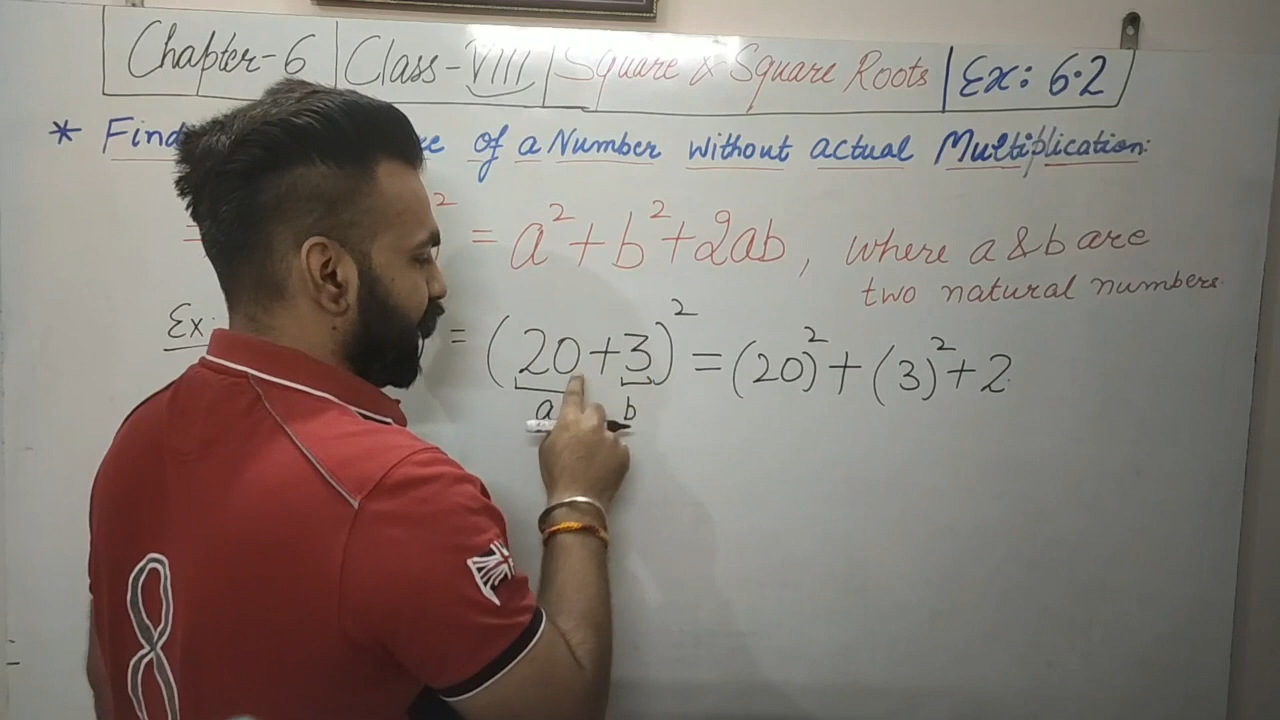 Chapter-6 | Class-VIII | Square & Square Roots | Ex: 6.2
* Find of a Number without actual Multiplication:
² = a² + b² + 2ab, where a & b are
two natural numbers.
Ex: = (20+3)² = (20)² + (3)² + 2
a b
8